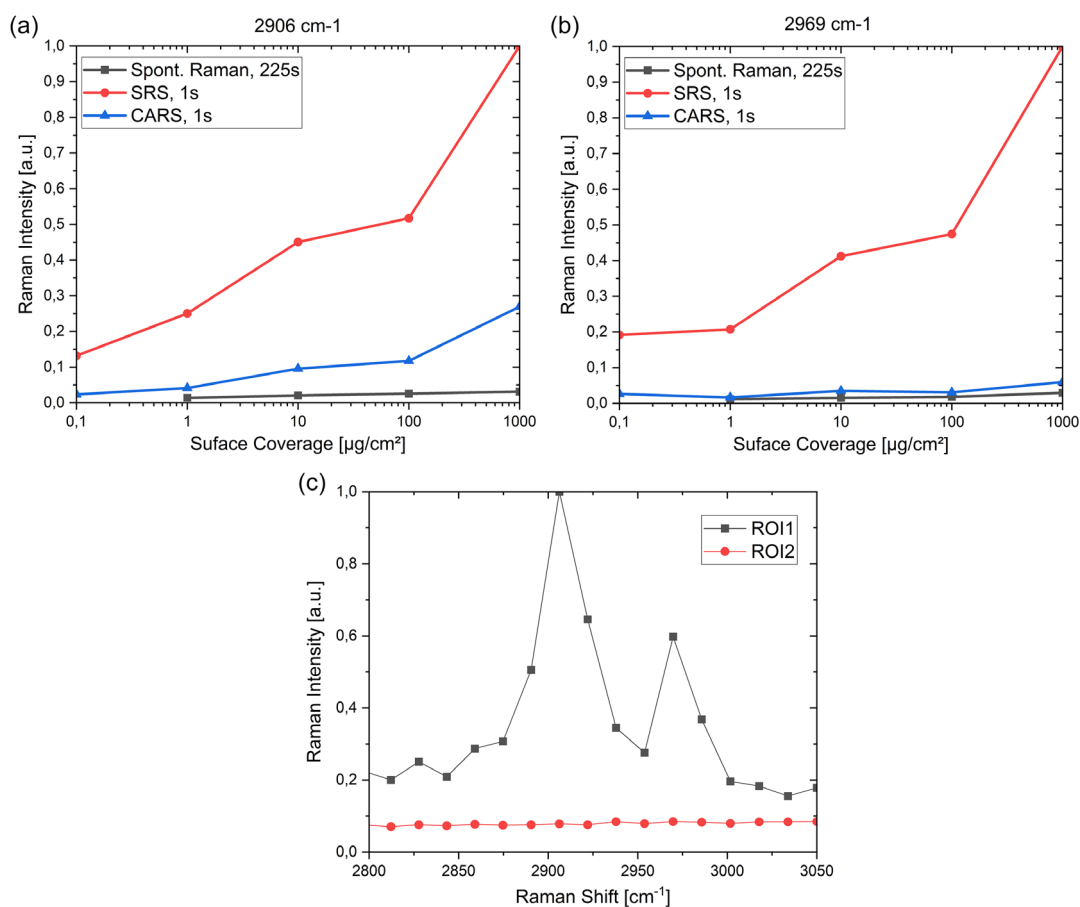 (a)
2906 cm-1
1,0
0,9
0,8
0,7
0,6
0,5
0,4
0,3
0,2
0,1
0,0
Raman Intensity [a.u.]
Spont. Raman, 225s
SRS, 1s
CARS, 1s
0,1 1 10 100 1000
Suface Coverage [µg/cm²]
(b)
2969 cm-1
1,0
0,9
0,8
0,7
0,6
0,5
0,4
0,3
0,2
0,1
0,0
Raman Intensity [a.u.]
Spont. Raman, 225s
SRS, 1s
CARS, 1s
0,1 1 10 100 1000
Suface Coverage [µg/cm²]
(c)
1,0
0,8
0,6
0,4
0,2
0,0
Raman Intensity [a.u.]
ROI1
ROI2
2800 2850 2900 2950 3000 3050
Raman Shift [cm⁻¹]